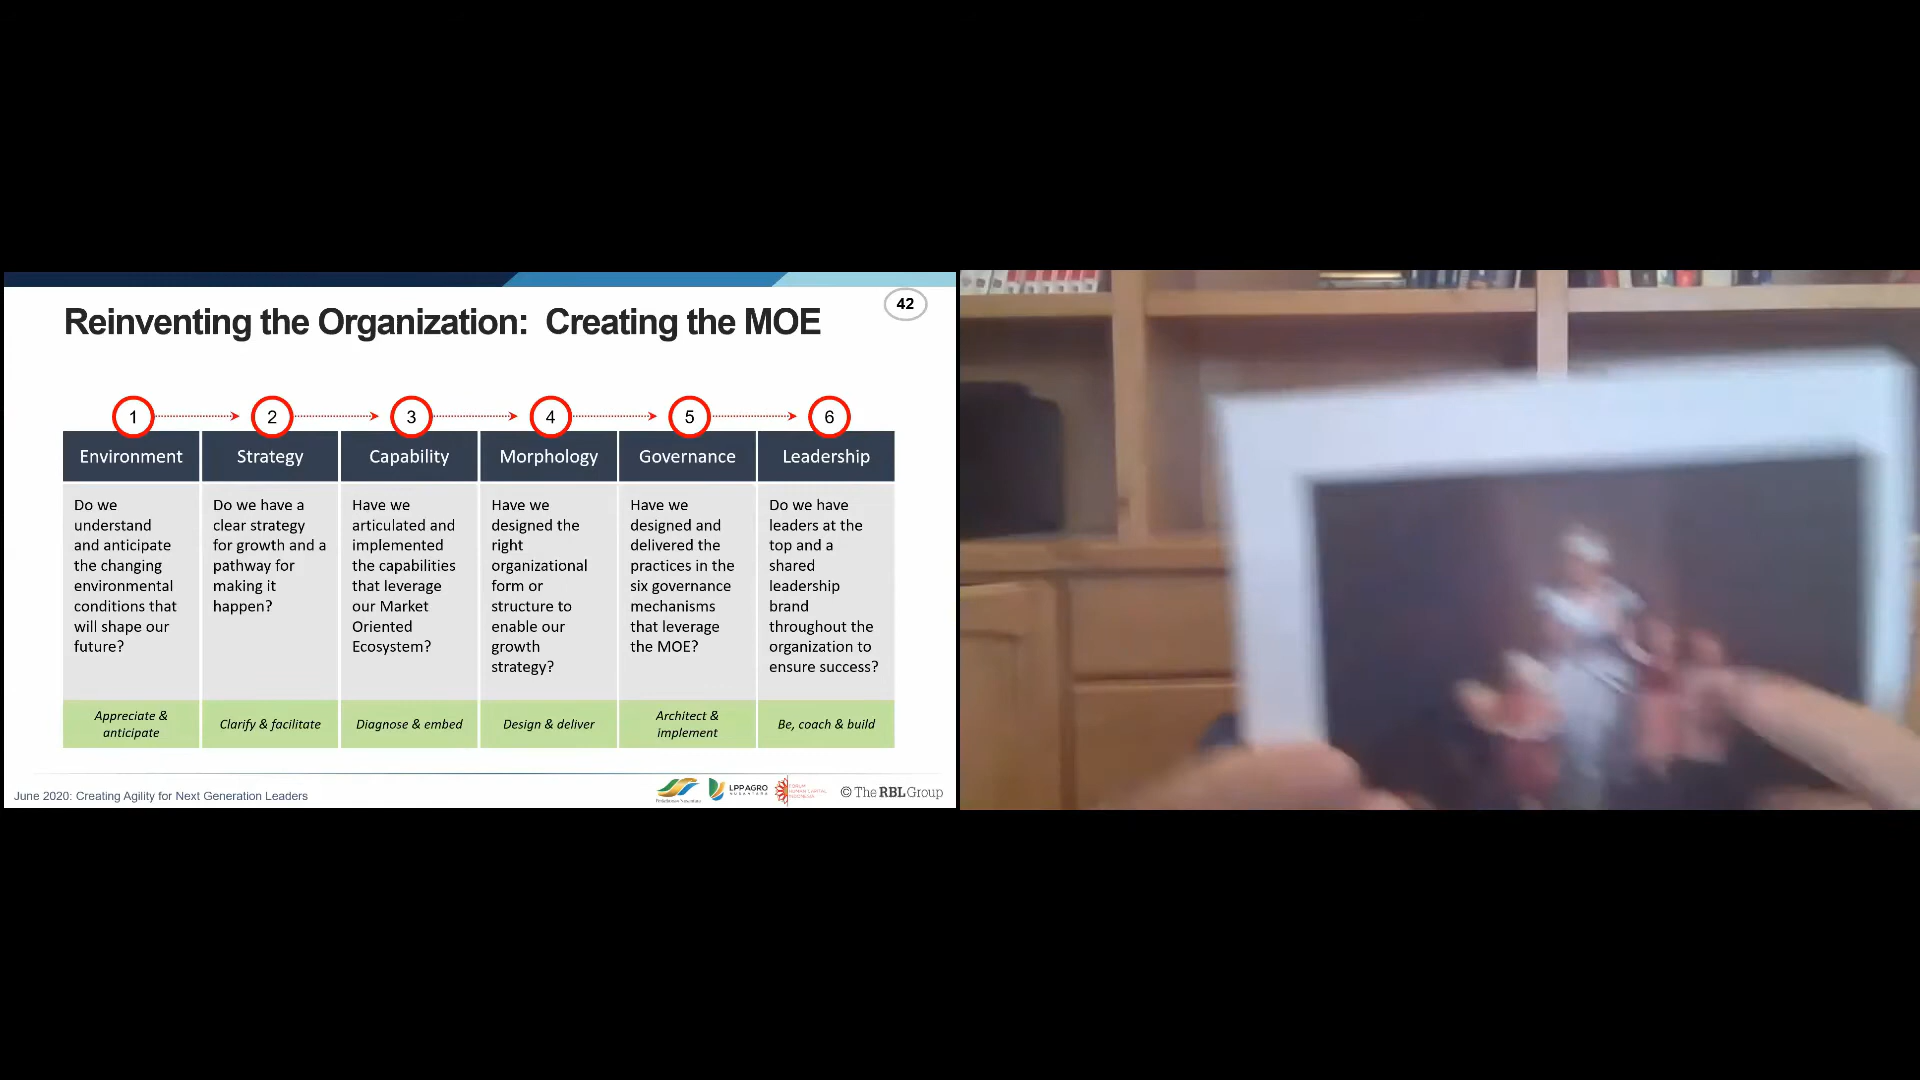 Reinventing the Organization: Creating the MOE
42
1
2
3
4
5
6
Environment
Strategy
Capability
Morphology
Governance
Leadership
Do we
understand
and anticipate
the changing
environmental
conditions that
will shape our
future?
Do we have a
clear strategy
for growth and a
pathway for
making it
happen?
Have we
articulated and
implemented
the capabilities
that leverage
our Market
Oriented
Ecosystem?
Have we
designed the
right
organizational
form or
structure to
enable our
growth
strategy?
Have we
designed and
delivered the
practices in the
six governance
mechanisms
that leverage
the MOE?
Do we have
leaders at the
top and a
shared
leadership
brand
throughout the
organization to
ensure success?
Appreciate &
anticipate
Clarify & facilitate
Diagnose & embed
Design & deliver
Architect &
implement
Be, coach & build
June 2020: Creating Agility for Next Generation Leaders
LPPAGRO
NUSANTARA
FORUM
HUMAN CAPITAL
INDONESIA
© The RBL Group